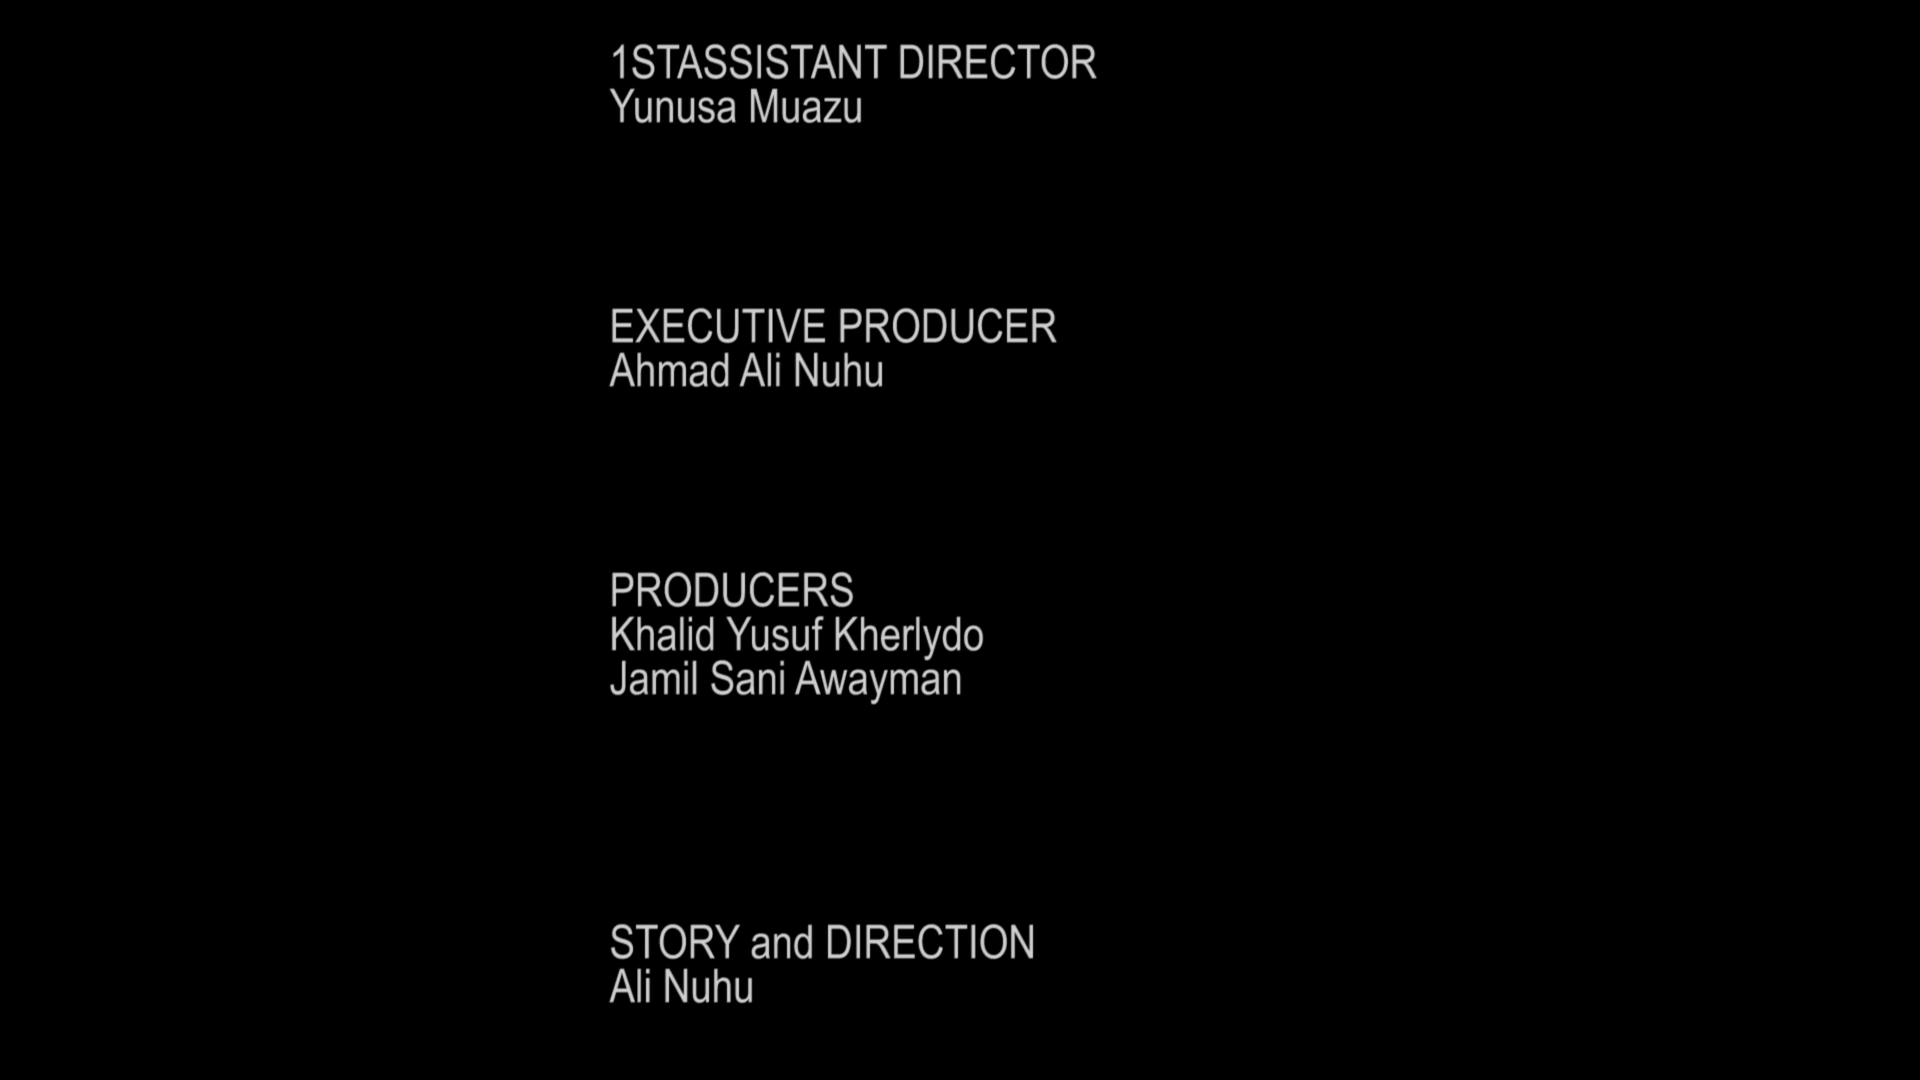 1STASSISTANT DIRECTOR
Yunusa Muazu
EXECUTIVE PRODUCER
Ahmad Ali Nuhu
PRODUCERS
Khalid Yusuf Kherlydo
Jamil Sani Awayman
STORY and DIRECTION
Ali Nuhu